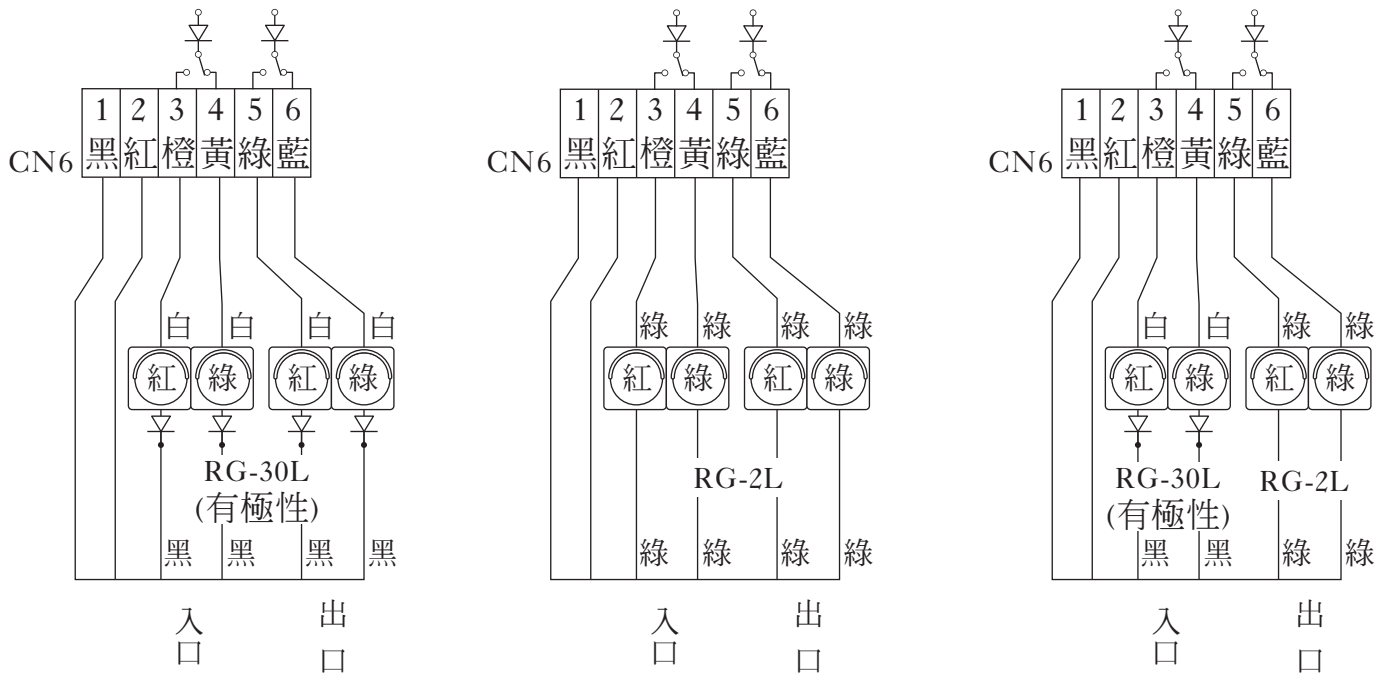 1 2 3 4 5 6
CN6 黑 紅 橙 黃 綠 藍
白 白 白 白
紅 綠 紅 綠
RG-30L
(有極性)
黑 黑 黑 黑
入口
出口
1 2 3 4 5 6
CN6 黑 紅 橙 黃 綠 藍
綠 綠 綠 綠
紅 綠 紅 綠
RG-2L
綠 綠 綠 綠
入口
出口
1 2 3 4 5 6
CN6 黑 紅 橙 黃 綠 藍
白 白 綠 綠
紅 綠 紅 綠
RG-30L RG-2L
(有極性)
黑 黑 綠 綠
入口
出口